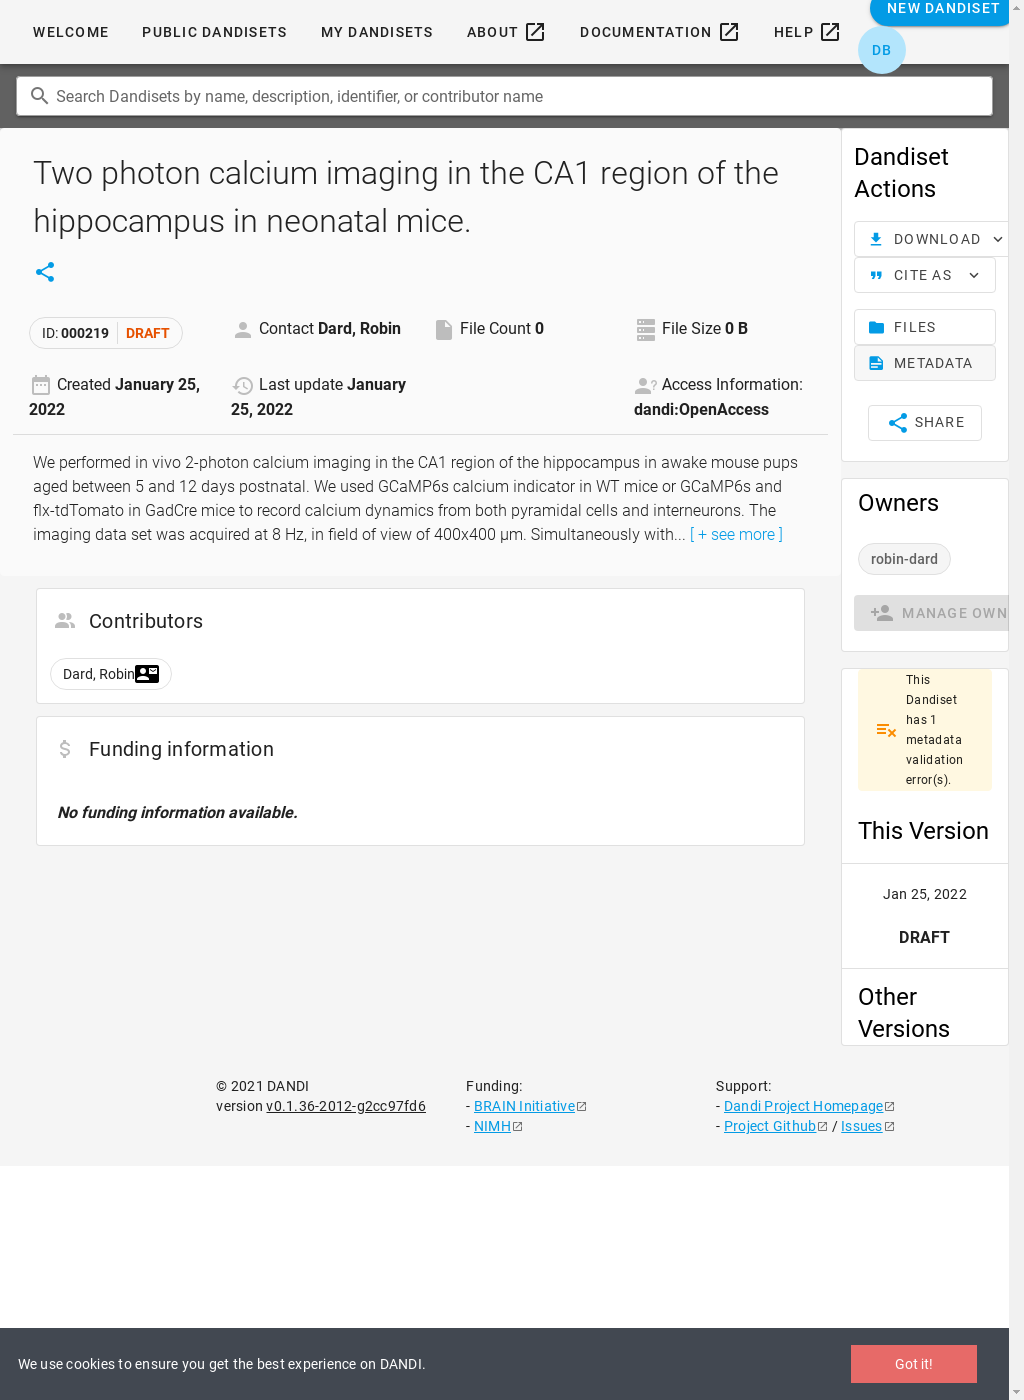 WELCOME PUBLIC DANDISETS MY DANDISETS ABOUT DOCUMENTATION HELP NEW DANDISET
DB
Search Dandisets by name, description, identifier, or contributor name
Two photon calcium imaging in the CA1 region of the
hippocampus in neonatal mice.
ID: 000219 DRAFT
Contact Dard, Robin
File Count 0
File Size 0 B
Created January 25,
2022
Last update January
25, 2022
Access Information:
dandi:OpenAccess
We performed in vivo 2-photon calcium imaging in the CA1 region of the hippocampus in awake mouse pups
aged between 5 and 12 days postnatal. We used GCaMP6s calcium indicator in WT mice or GCaMP6s and
flx-tdTomato in GadCre mice to record calcium dynamics from both pyramidal cells and interneurons. The
imaging data set was acquired at 8 Hz, in field of view of 400x400 µm. Simultaneously with... [ + see more ]
Contributors
Dard, Robin
Funding information
No funding information available.
Dandiset
Actions
DOWNLOAD
CITE AS
FILES
METADATA
SHARE
Owners
robin-dard
MANAGE OWN
This
Dandiset
has 1
metadata
validation
error(s).
This Version
Jan 25, 2022
DRAFT
Other
Versions
© 2021 DANDI
version v0.1.36-2012-g2cc97fd6
Funding:
- BRAIN Initiative
- NIMH
Support:
- Dandi Project Homepage
- Project Github / Issues
We use cookies to ensure you get the best experience on DANDI.
Got it!